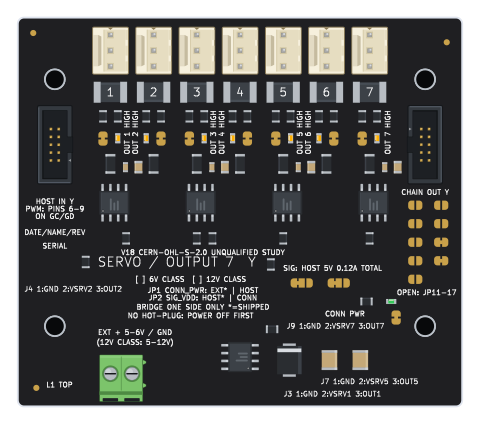 1 2 3 4 5 6 7
OUT 1 HIGH
OUT 2 HIGH
OUT 3 HIGH
OUT 4 HIGH
OUT 5 HIGH
OUT 6 HIGH
OUT 7 HIGH
HOST IN Y
PWM: PINS 6-9
ON GC/GD
CHAIN OUT Y
DATE/NAME/REV
SERIAL
V18 CERN-OHL-S-2.0 UNQUALIFIED STUDY
SERVO / OUTPUT 7 Y
SIG: HOST 5V 0.12A TOTAL
[ ] 6V CLASS [ ] 12V CLASS
J4 1:GND 2:VSRV2 3:OUT2
JP1 CONN_PWR: EXT* | HOST
JP2 SIG_VDD: HOST* | CONN
BRIDGE ONE SIDE ONLY *=SHIPPED
NO HOT-PLUG: POWER OFF FIRST
OPEN: JP11-17
CONN PWR
J9 1:GND 2:VSRV7 3:OUT7
EXT + 5-6V / GND
(12V CLASS: 5-12V)
L1 TOP
J7 1:GND 2:VSRV5 3:OUT5
J3 1:GND 2:VSRV1 3:OUT1